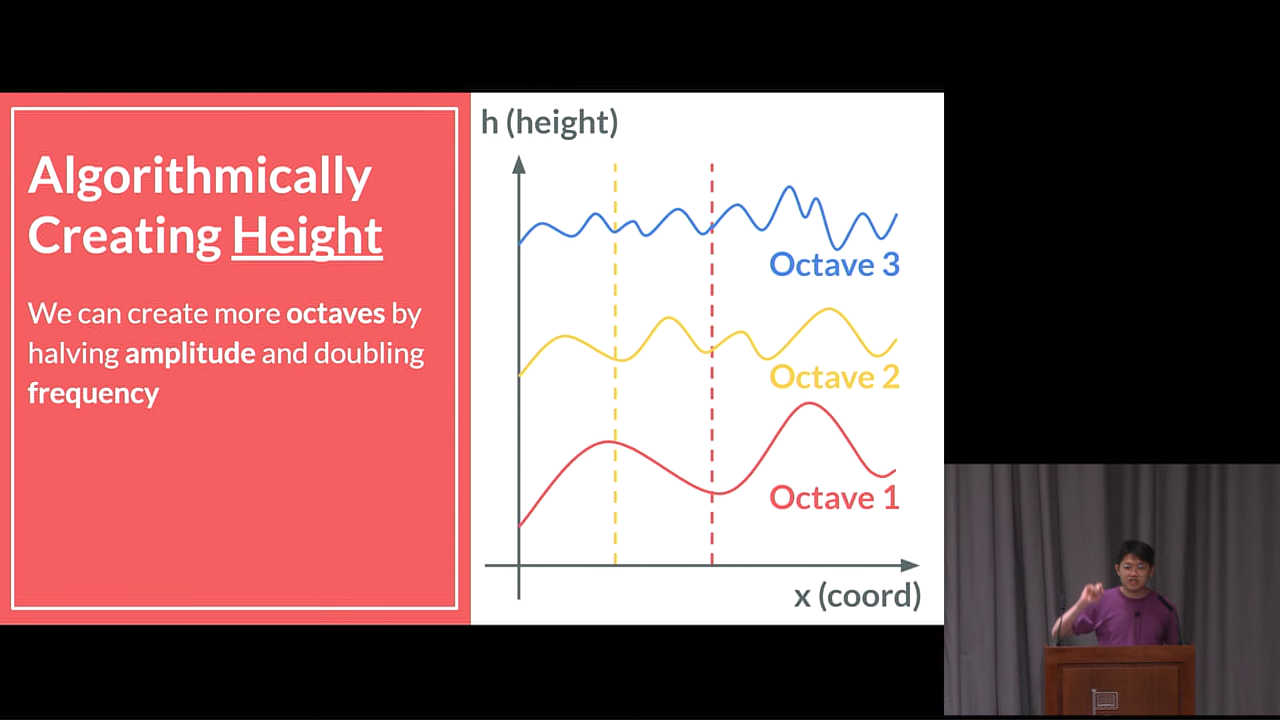 Algorithmically
Creating Height
We can create more octaves by
halving amplitude and doubling
frequency
h (height)
Octave 3
Octave 2
Octave 1
x (coord)